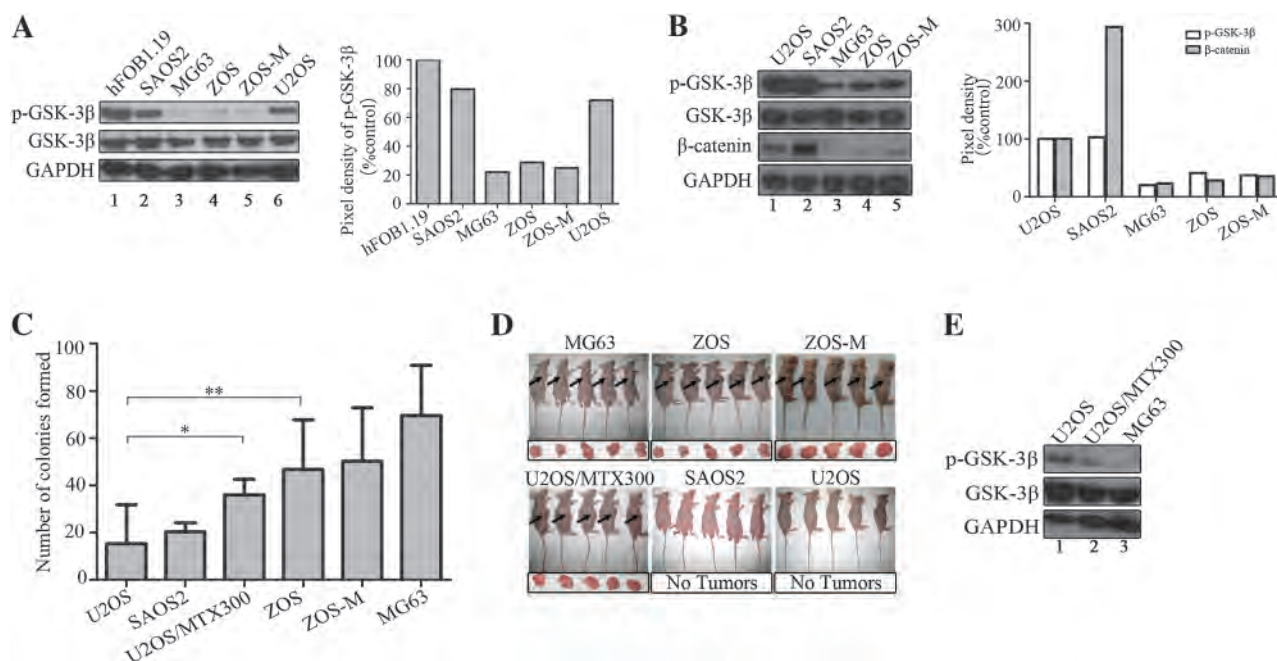 A
hFOB1.19
SAOS2
MG63
ZOS
ZOS-M
U2OS
p-GSK-3β
GSK-3β
GAPDH
1 2 3 4 5 6
Pixel density of p-GSK-3β
(%control)
100
80
60
40
20
0
hFOB1.19
SAOS2
MG63
ZOS
ZOS-M
U2OS
B
U2OS
SAOS2
MG63
ZOS
ZOS-M
p-GSK-3β
GSK-3β
β-catenin
GAPDH
1 2 3 4 5
Pixel density
(%control)
300
200
100
0
p-GSK-3β
β-catenin
U2OS
SAOS2
MG63
ZOS
ZOS-M
C
Number of colonies formed
100
80
60
40
20
0
**
*
U2OS
SAOS2
U2OS/MTX300
ZOS
ZOS-M
MG63
D
MG63 ZOS ZOS-M
U2OS/MTX300 SAOS2 U2OS
No Tumors No Tumors
E
U2OS
U2OS/MTX300
MG63
p-GSK-3β
GSK-3β
GAPDH
1 2 3